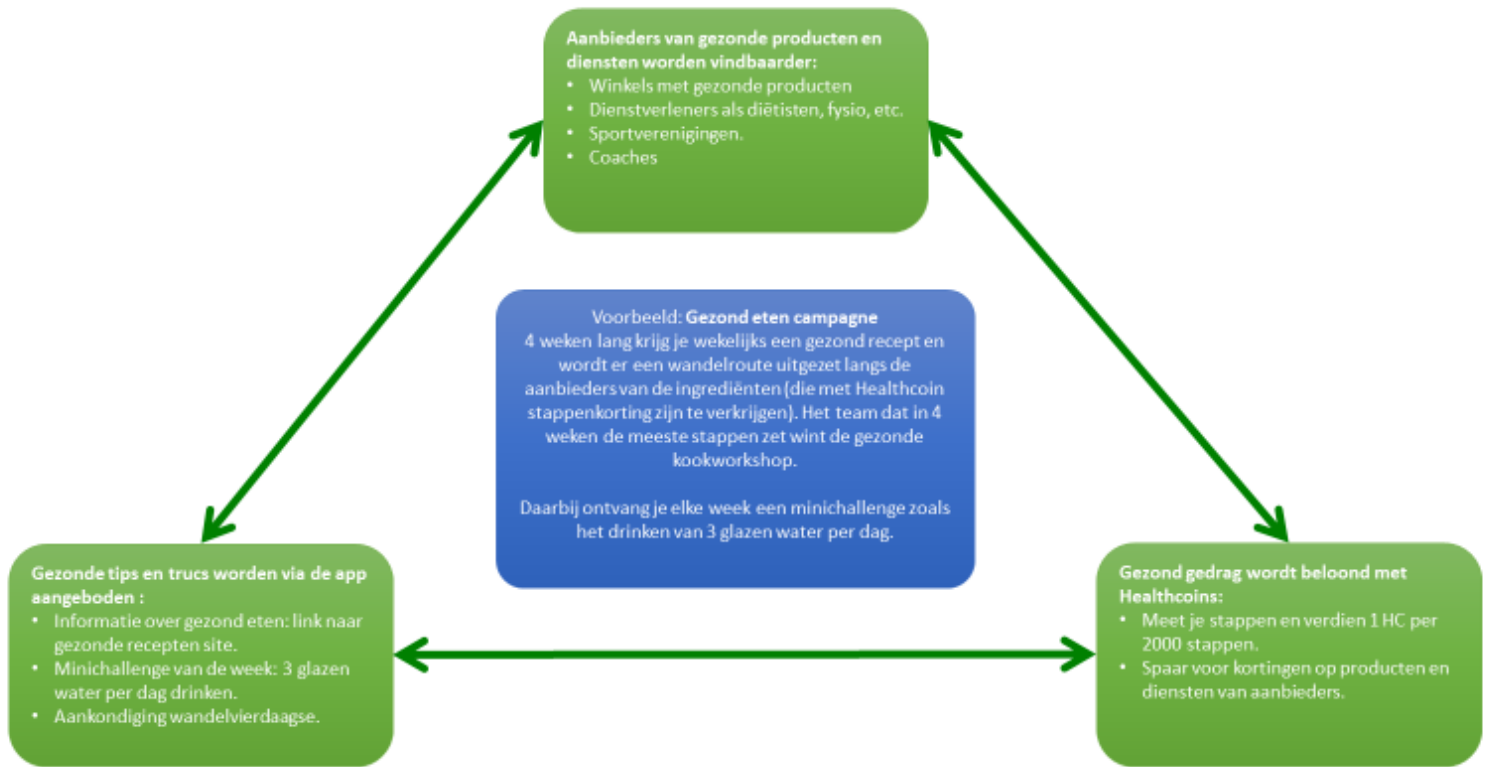 Aanbieders van gezonde producten en
diensten worden vindbaarder:
• Winkels met gezonde producten
• Dienstverleners als diëtisten, fysio, etc.
• Sportverenigingen.
• Coaches
Voorbeeld: Gezond eten campagne
4 weken lang krijg je wekelijks een gezond recept en
wordt er een wandelroute uitgezet langs de
aanbieders van de ingrediënten (die met Healthcoin
stappenkorting zijn te verkrijgen). Het team dat in 4
weken de meeste stappen zet wint de gezonde
kookworkshop.
Daarbij ontvang je elke week een minichallenge zoals
het drinken van 3 glazen water per dag.
Gezonde tips en trucs worden via de app
aangeboden :
• Informatie over gezond eten: link naar
gezonde recepten site.
• Minichallenge van de week: 3 glazen
water per dag drinken.
• Aankondiging wandelvierdaagse.
Gezond gedrag wordt beloond met
Healthcoins:
• Meet je stappen en verdien 1 HC per
2000 stappen.
• Spaar voor kortingen op producten en
diensten van aanbieders.